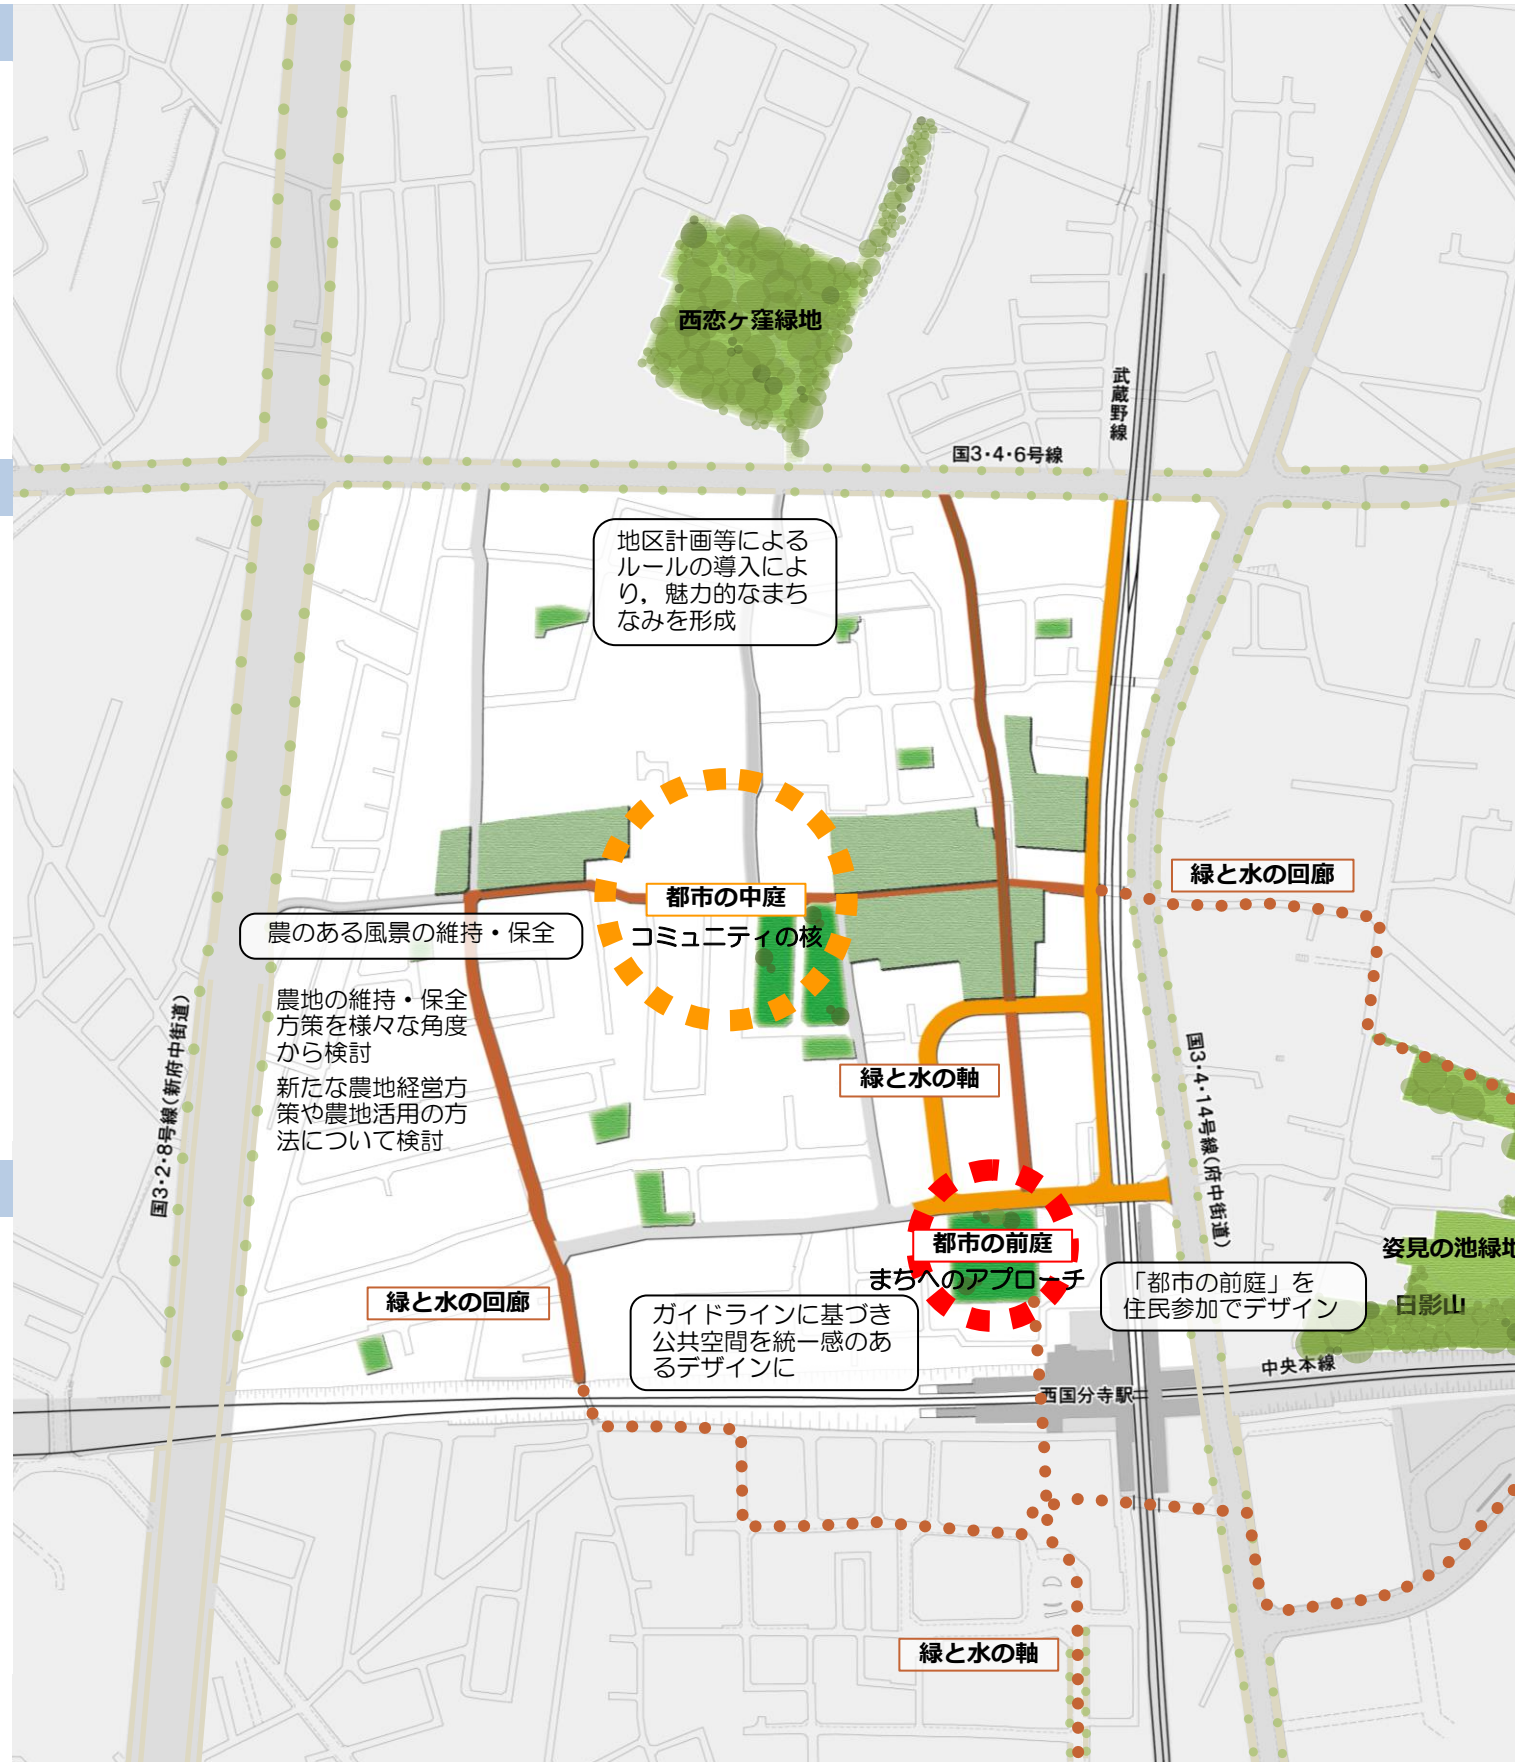 西恋ヶ窪緑地
武蔵野線
国3・4・6号線
地区計画等による
ルールの導入によ
り，魅力的なまち
なみを形成
緑と水の回廊
都市の中庭
コミュニティの核
農のある風景の維持・保全
農地の維持・保全
方策を様々な角度
から検討
新たな農地経営方
策や農地活用の方
法について検討
国3・2・8号線(新府中街道)
緑と水の軸
国3・4・14号線(府中街道)
都市の前庭
まちへのアプローチ
姿見の池緑地
「都市の前庭」を
住民参加でデザイン
日影山
緑と水の回廊
ガイドラインに基づき
公共空間を統一感のあ
るデザインに
中央本線
西国分寺駅
緑と水の軸